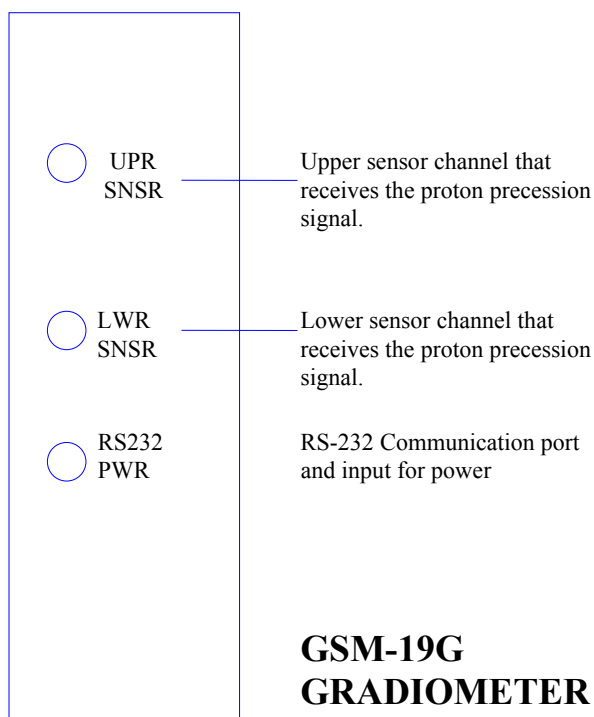 UPR
SNSR
Upper sensor channel that
receives the proton precession
signal.
LWR
SNSR
Lower sensor channel that
receives the proton precession
signal.
RS232
PWR
RS-232 Communication port
and input for power
GSM-19G
GRADIOMETER